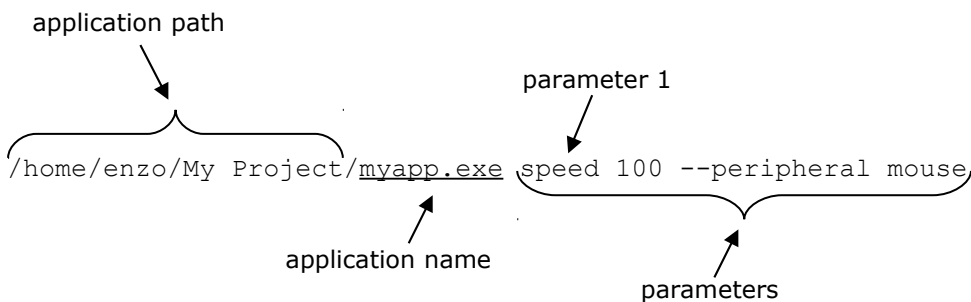 application path
parameter 1
/home/enzo/My Project/myapp.exe speed 100 --peripheral mouse
application name
parameters